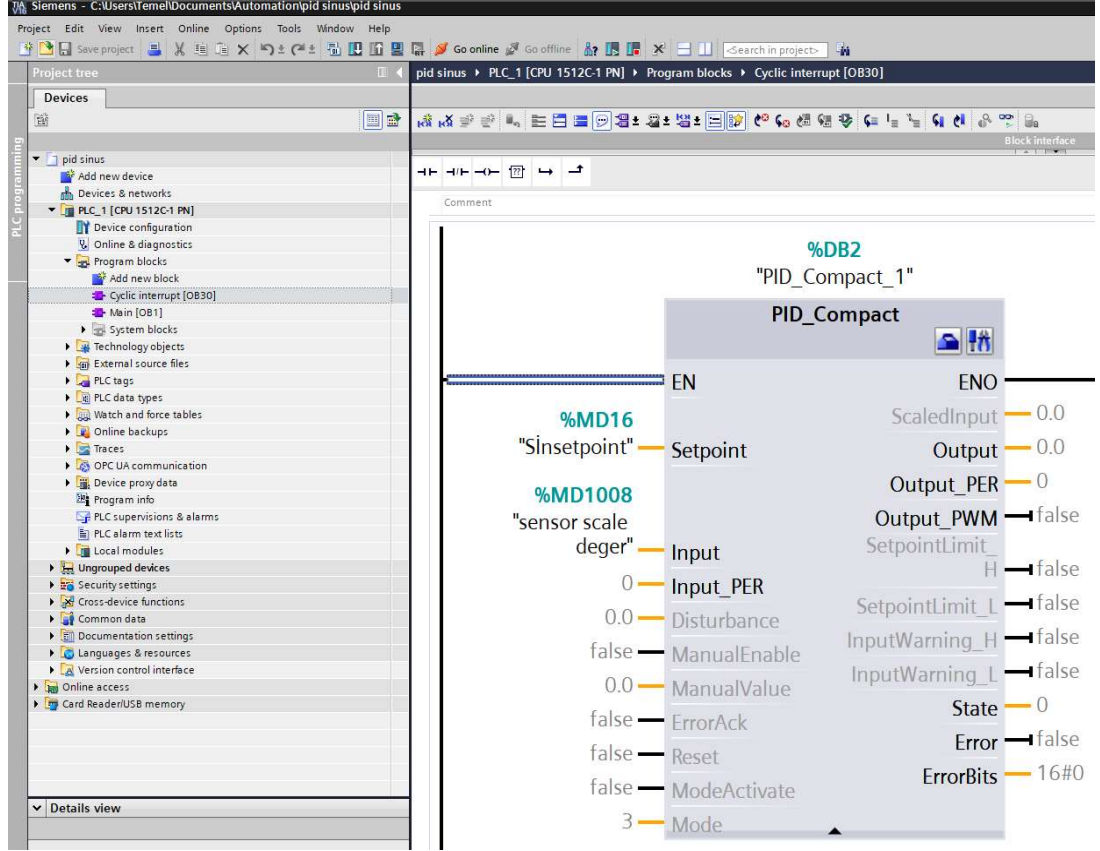 Siemens - C:\Users\Temel\Documents\Automation\pid sinus\pid sinus
Project Edit View Insert Online Options Tools Window Help
Save project Go online Go offline <Search in project>
Project tree
pid sinus PLC_1 [CPU 1512C-1 PN] Program blocks Cyclic interrupt [OB30]
Devices
PLC programming
Block interface
pid sinus
Add new device
Devices & networks
PLC_1 [CPU 1512C-1 PN]
Device configuration
Online & diagnostics
Program blocks
Add new block
Cyclic interrupt [OB30]
Main [OB1]
System blocks
Technology objects
External source files
PLC tags
PLC data types
Watch and force tables
Online backups
Traces
OPC UA communication
Device proxy data
Program info
PLC supervisions & alarms
PLC alarm text lists
Local modules
Ungrouped devices
Security settings
Cross-device functions
Common data
Documentation settings
Languages & resources
Version control interface
Online access
Card Reader/USB memory
Details view
Comment
%DB2
"PID_Compact_1"
PID_Compact
EN ENO
ScaledInput 0.0
%MD16
"Sİnsetpoint" Setpoint
Output 0.0
Output_PER 0
%MD1008
"sensor scale
deger" Input
Output_PWM false
SetpointLimit_
H false
0 Input_PER
SetpointLimit_L false
0.0 Disturbance
InputWarning_H false
false ManualEnable
InputWarning_L false
0.0 ManualValue
State 0
false ErrorAck
Error false
false Reset
ErrorBits 16#0
false ModeActivate
3 Mode